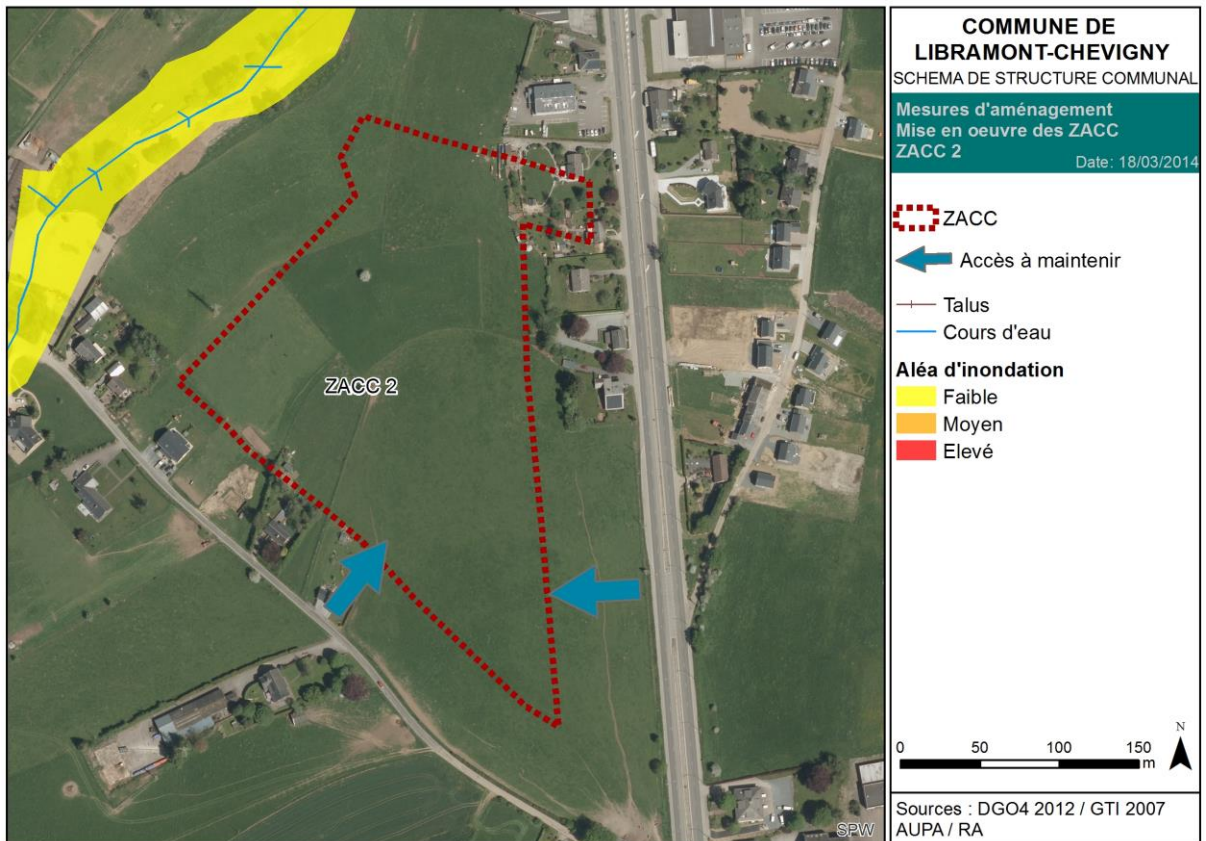 COMMUNE DE
LIBRAMONT-CHEVIGNY
SCHEMA DE STRUCTURE COMMUNAL
Mesures d'aménagement
Mise en oeuvre des ZACC
ZACC 2
Date: 18/03/2014
ZACC
Accès à maintenir
Talus
Cours d'eau
Aléa d'inondation
Faible
Moyen
Elevé
ZACC 2
N
0 50 100 150
m
Sources : DGO4 2012 / GTI 2007
AUPA / RA
SPW